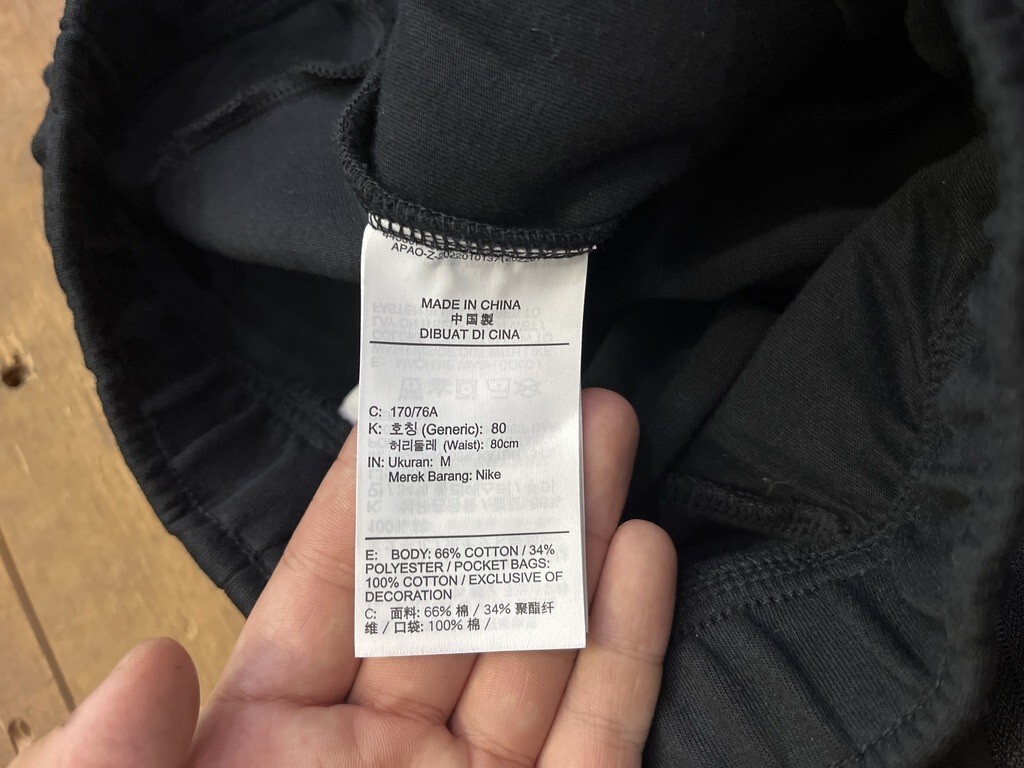 MADE IN CHINA
中国製
DIBUAT DI CINA
C: 170/76A
K: 호칭 (Generic): 80
허리둘레 (Waist): 80cm
IN: Ukuran: M
Merek Barang: Nike
E: BODY: 66% COTTON / 34%
POLYESTER / POCKET BAGS:
100% COTTON / EXCLUSIVE OF
DECORATION
C: 面料: 66% 棉 / 34% 聚酯纤
维 / 口袋: 100% 棉 /